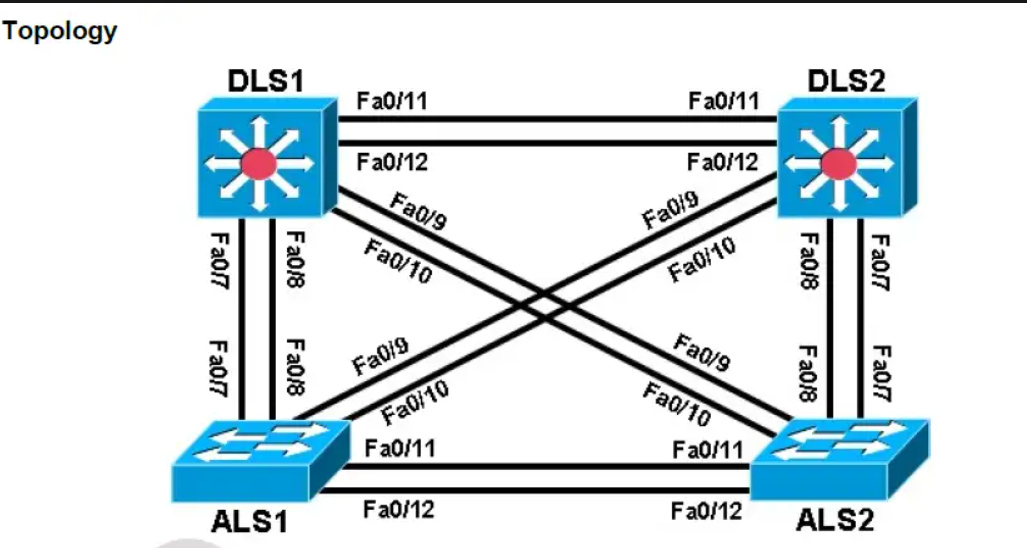 Topology
DLS1
DLS2
Fa0/11
Fa0/11
Fa0/12
Fa0/12
Fa0/9
Fa0/9
Fa0/10
Fa0/10
Fa0/7
Fa0/8
Fa0/8
Fa0/7
Fa0/7
Fa0/8
Fa0/9
Fa0/9
Fa0/8
Fa0/7
Fa0/10
Fa0/10
Fa0/11
Fa0/11
Fa0/12
Fa0/12
ALS1
ALS2